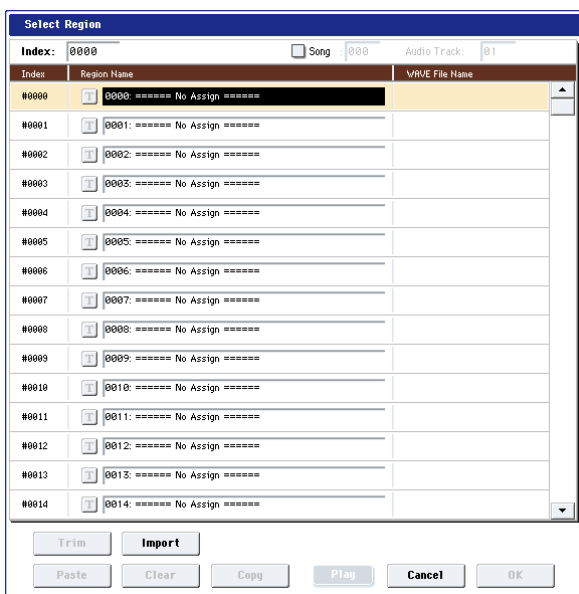 Select Region
Index: 0000 Song :000 Audio Track: 01
Index Region Name WAVE File Name
#0000 T 0000: ====== No Assign ======
#0001 T 0001: ====== No Assign ======
#0002 T 0002: ====== No Assign ======
#0003 T 0003: ====== No Assign ======
#0004 T 0004: ====== No Assign ======
#0005 T 0005: ====== No Assign ======
#0006 T 0006: ====== No Assign ======
#0007 T 0007: ====== No Assign ======
#0008 T 0008: ====== No Assign ======
#0009 T 0009: ====== No Assign ======
#0010 T 0010: ====== No Assign ======
#0011 T 0011: ====== No Assign ======
#0012 T 0012: ====== No Assign ======
#0013 T 0013: ====== No Assign ======
#0014 T 0014: ====== No Assign ======
Trim Import
Paste Clear Copy Play Cancel OK